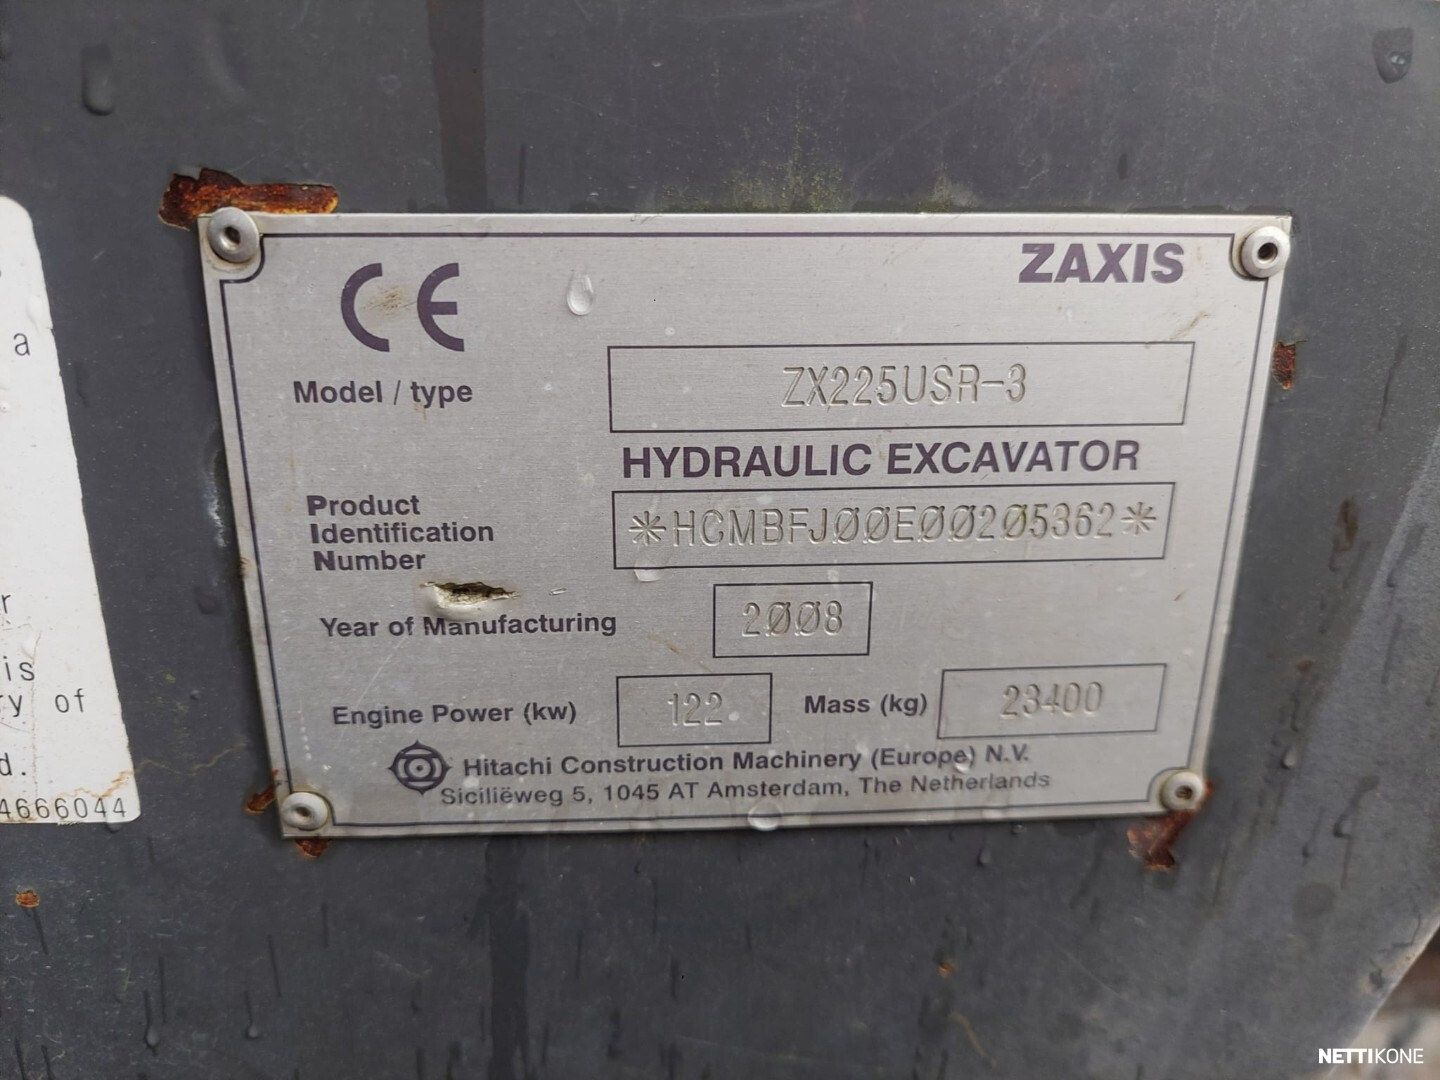 CE
ZAXIS
Model / type
ZX225USR-3
HYDRAULIC EXCAVATOR
Product
Identification
Number
*HCMBFJ00E00205362*
Year of Manufacturing
2008
Engine Power (kw)
122
Mass (kg)
23400
Hitachi Construction Machinery (Europe) N.V.
Siciliëweg 5, 1045 AT Amsterdam, The Netherlands
a
r
is
ry of
d.
4666044
NETTIKONE